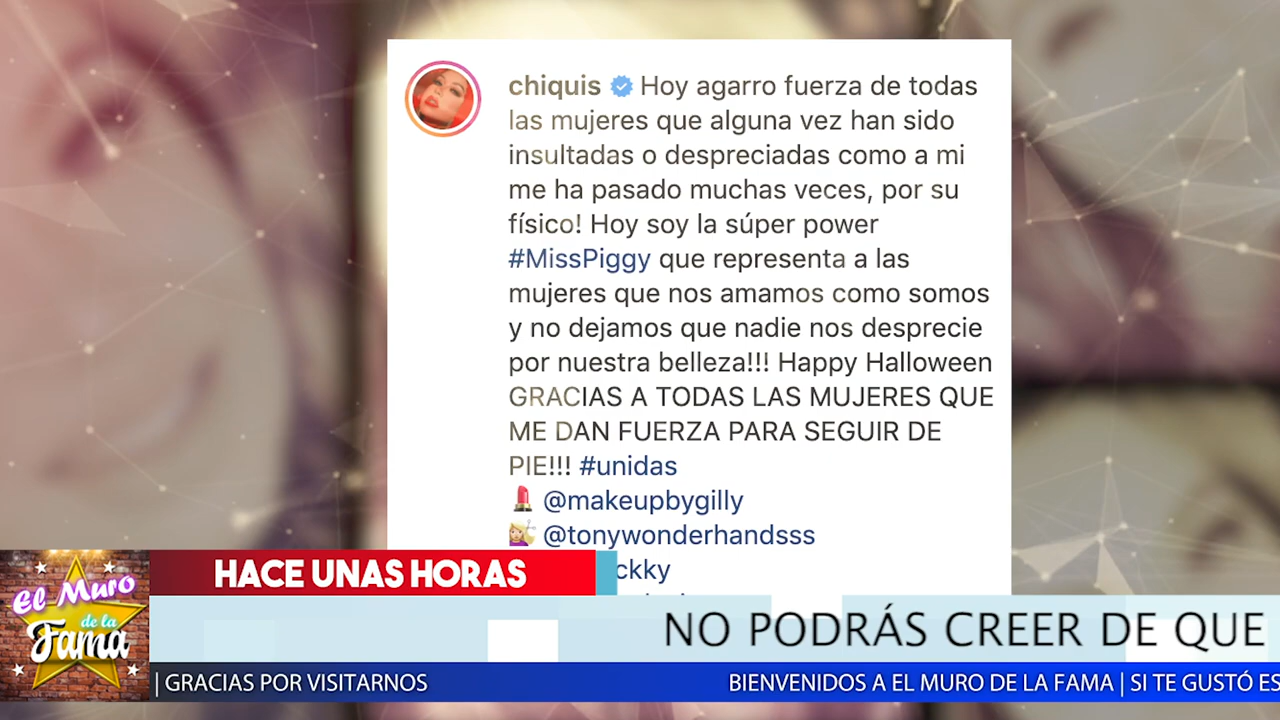 chiquis Hoy agarro fuerza de todas
las mujeres que alguna vez han sido
insultadas o despreciadas como a mi
me ha pasado muchas veces, por su
físico! Hoy soy la súper power
#MissPiggy que representa a las
mujeres que nos amamos como somos
y no dejamos que nadie nos desprecie
por nuestra belleza!!! Happy Halloween
GRACIAS A TODAS LAS MUJERES QUE
ME DAN FUERZA PARA SEGUIR DE
PIE!!! #unidas
@makeupbygilly
@tonywonderhandsss
ckky
HACE UNAS HORAS
El Muro
de la
Fama
NO PODRÁS CREER DE QUE
| GRACIAS POR VISITARNOS
BIENVENIDOS A EL MURO DE LA FAMA | SI TE GUSTÓ ES